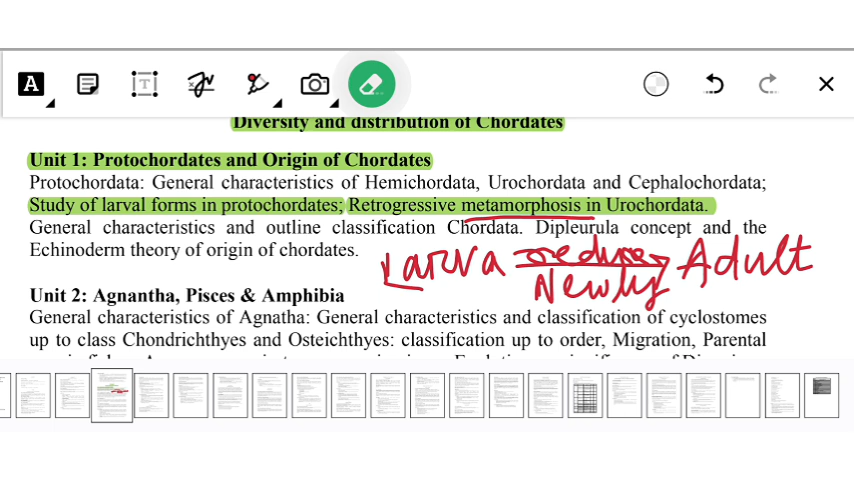 A
T
Diversity and distribution of Chordates
Unit 1: Protochordates and Origin of Chordates
Protochordata: General characteristics of Hemichordata, Urochordata and Cephalochordata;
Study of larval forms in protochordates; Retrogressive metamorphosis in Urochordata.
General characteristics and outline classification Chordata. Dipleurula concept and the
Echinoderm theory of origin of chordates.
Larva Adult
Newly
Unit 2: Agnantha, Pisces & Amphibia
General characteristics of Agnatha: General characteristics and classification of cyclostomes
up to class Chondrichthyes and Osteichthyes: classification up to order, Migration, Parental